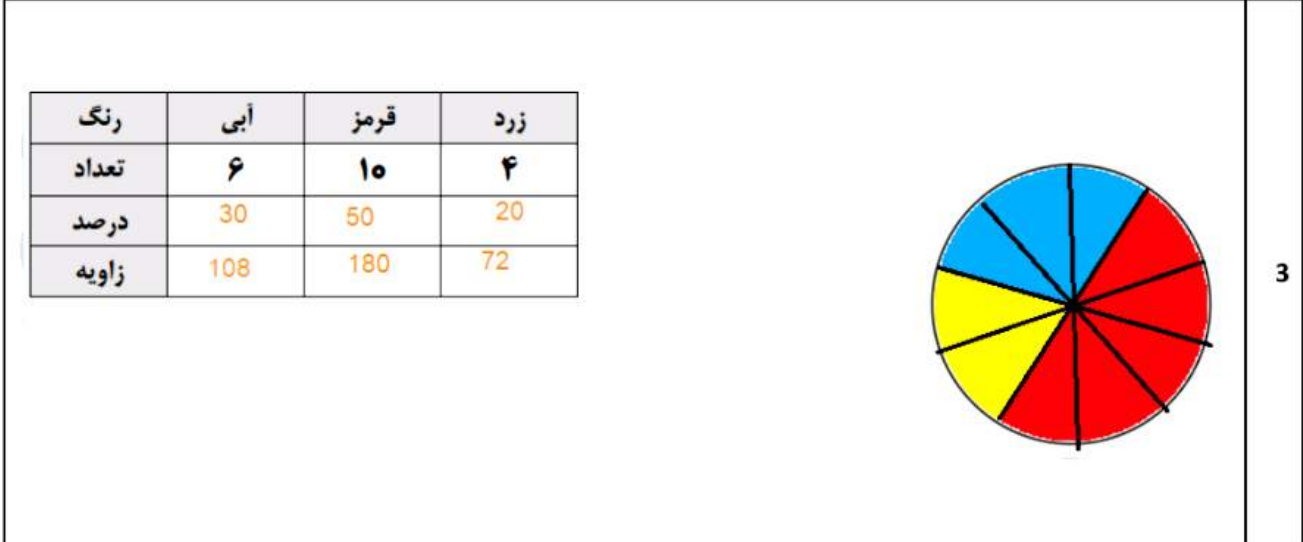 رنگ آبی قرمز زرد
تعداد ۶ ۱۰ ۴
درصد 30 50 20
زاویه 108 180 72
3